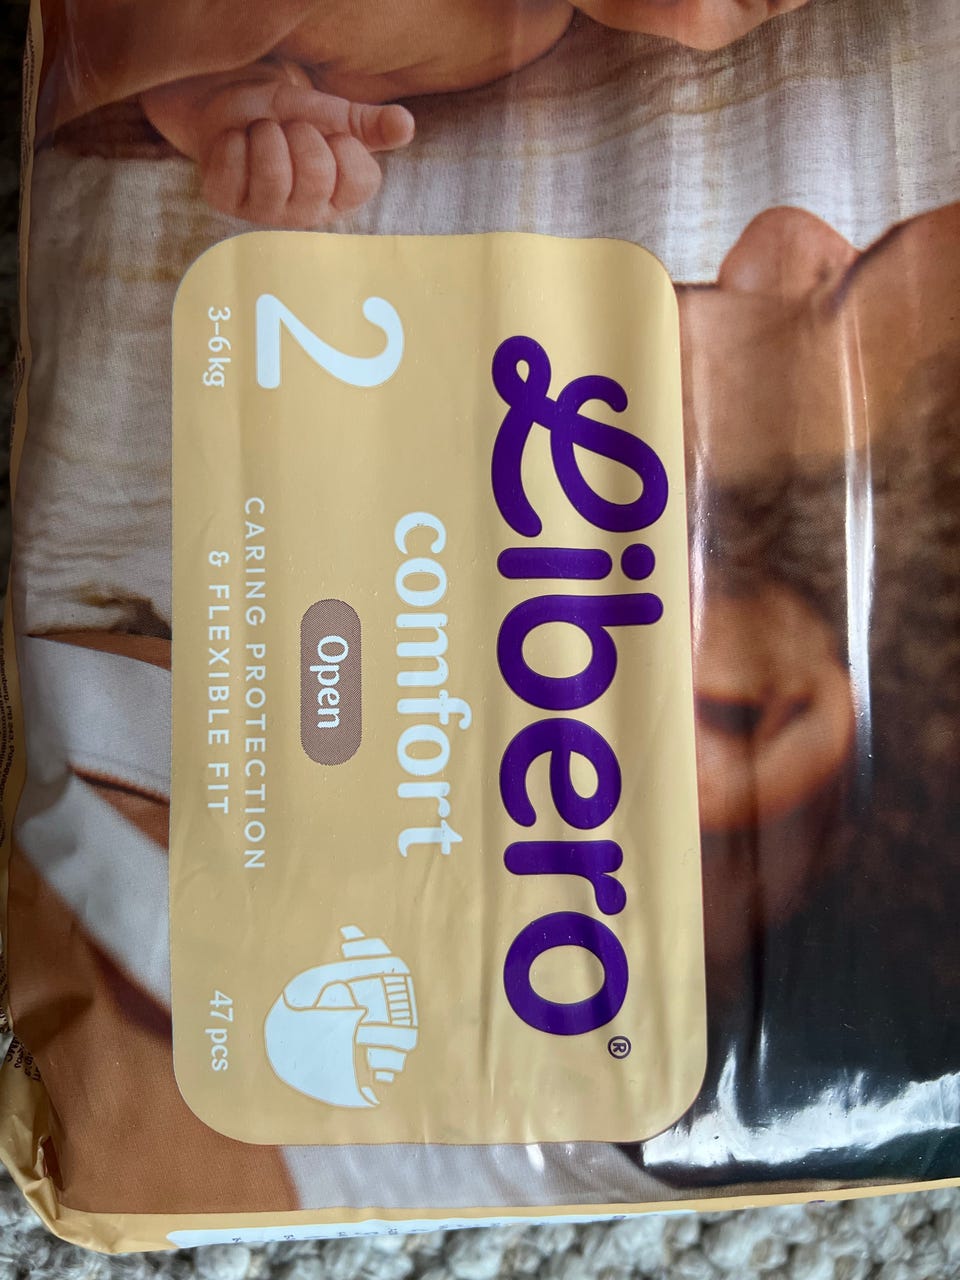 Libero®
comfort
Open
2
3-6 kg
CARING PROTECTION
& FLEXIBLE FIT
47 pcs